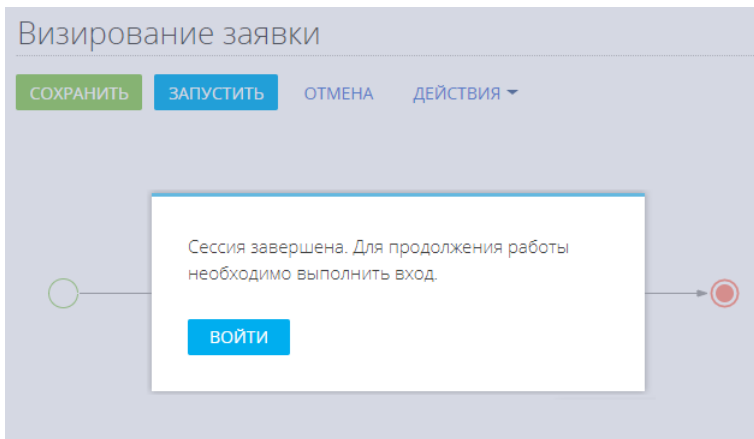 Визирование заявки
СОХРАНИТЬ ЗАПУСТИТЬ ОТМЕНА ДЕЙСТВИЯ
Сессия завершена. Для продолжения работы
необходимо выполнить вход.
ВОЙТИ